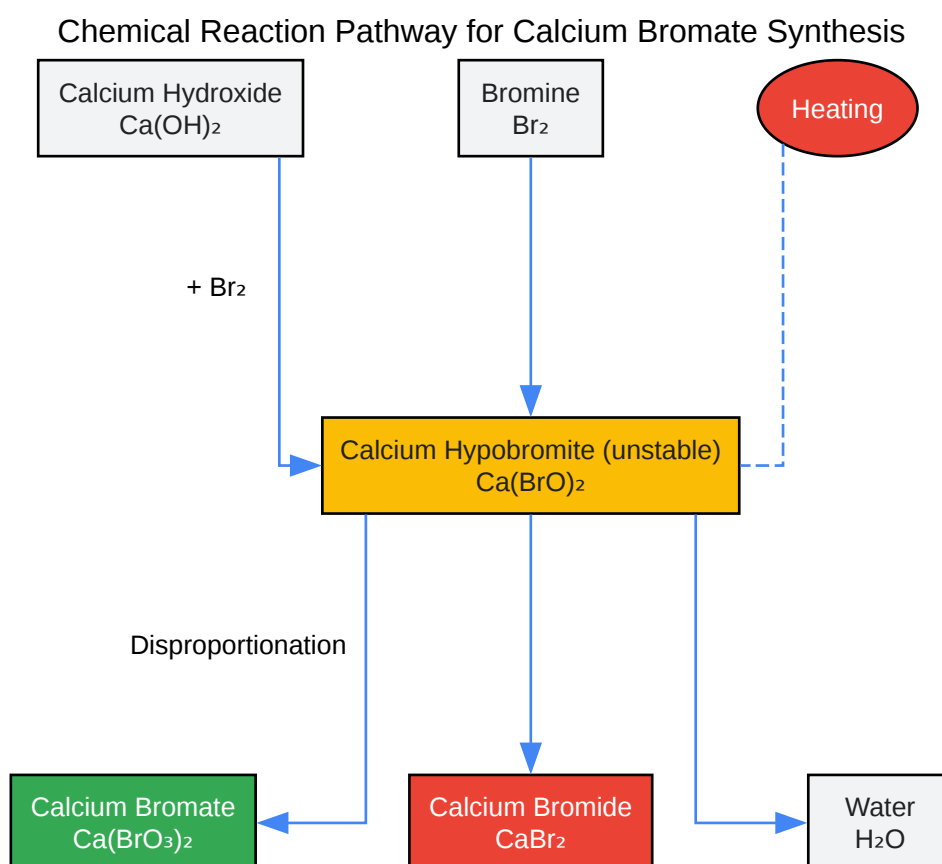 Chemical Reaction Pathway for Calcium Bromate Synthesis
Calcium Hydroxide
Ca(OH)₂
Bromine
Br₂
Heating
+ Br₂
Calcium Hypobromite (unstable)
Ca(BrO)₂
Disproportionation
Calcium Bromate
Ca(BrO₃)₂
Calcium Bromide
CaBr₂
Water
H₂O